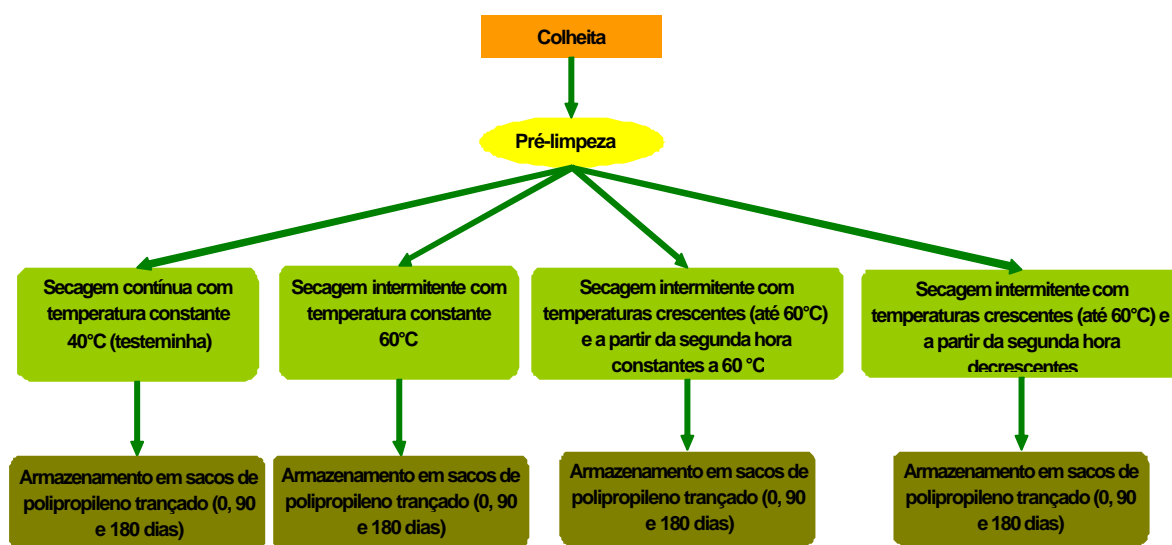 Colheita
Pré-limpeza
Secagem contínua com
temperatura constante
40°C (testeminha)
Secagem intermitente com
temperatura constante
60°C
Secagem intermitente com
temperaturas crescentes (até 60°C)
e a partir da segunda hora
constantes a 60 °C
Secagem intermitente com
temperaturas crescentes (até 60°C) e
a partir da segunda hora
decrescentes
Armazenamento em sacos de
polipropileno trançado (0, 90
e 180 dias)
Armazenamento em sacos de
polipropileno trançado (0, 90
e 180 dias)
Armazenamento em sacos de
polipropileno trançado (0, 90
e 180 dias)
Armazenamento em sacos de
polipropileno trançado (0, 90
e 180 dias)